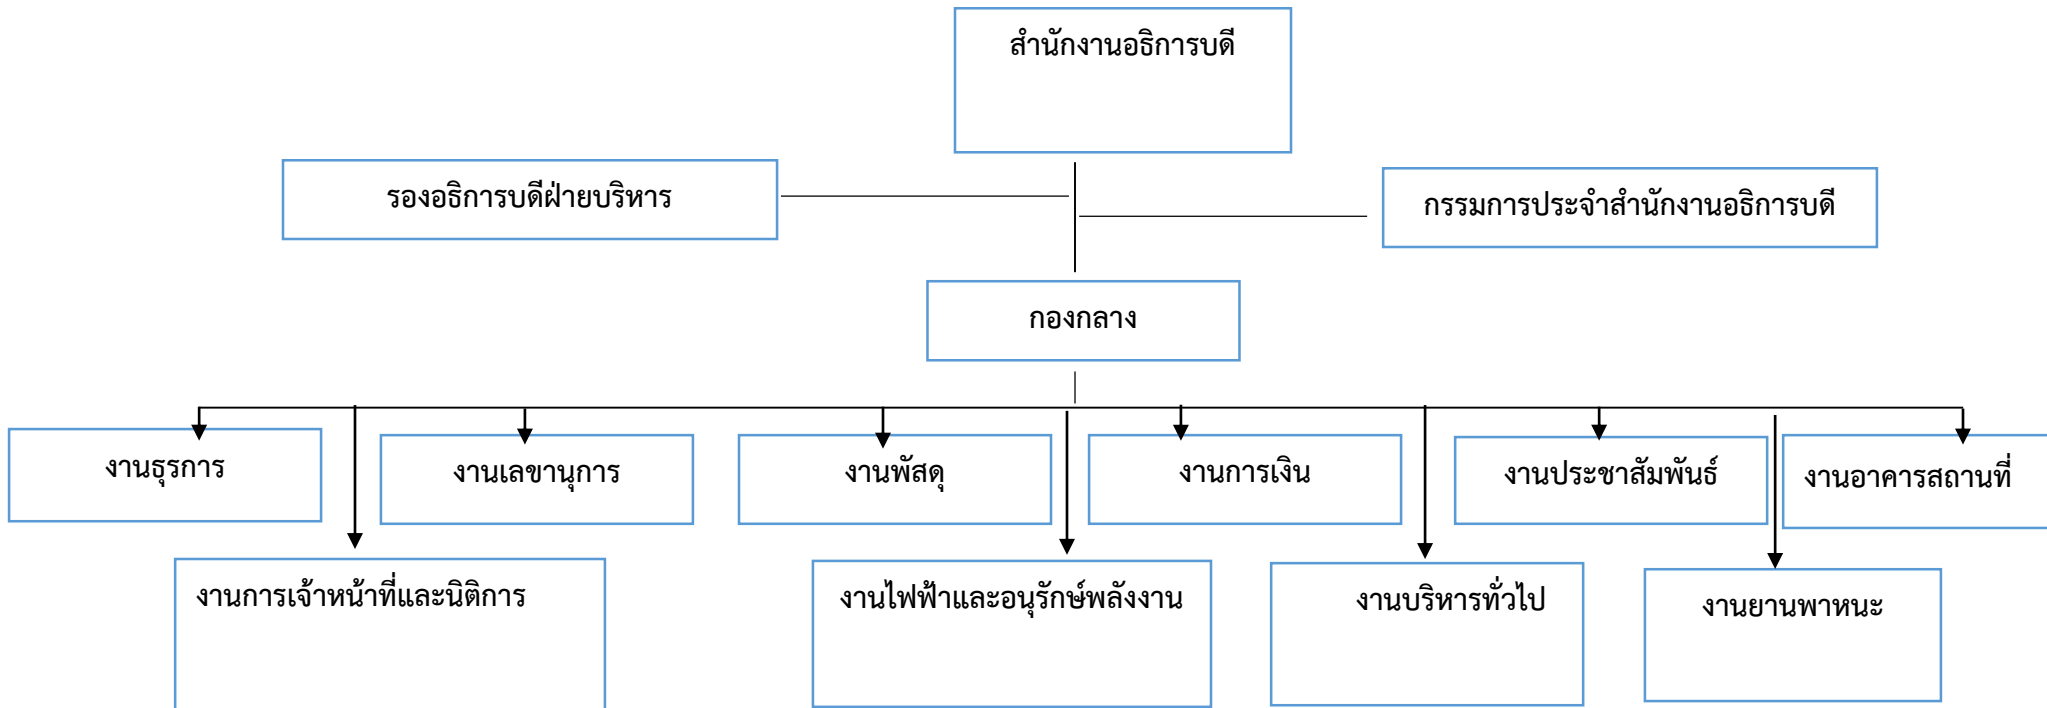 สำนักงานอธิการบดี
รองอธิการบดีฝ่ายบริหาร
กรรมการประจำสำนักงานอธิการบดี
กองกลาง
งานธุรการ
งานเลขานุการ
งานพัสดุ
งานการเงิน
งานประชาสัมพันธ์
งานอาคารสถานที่
งานการเจ้าหน้าที่และนิติการ
งานไฟฟ้าและอนุรักษ์พลังงาน
งานบริหารทั่วไป
งานยานพาหนะ